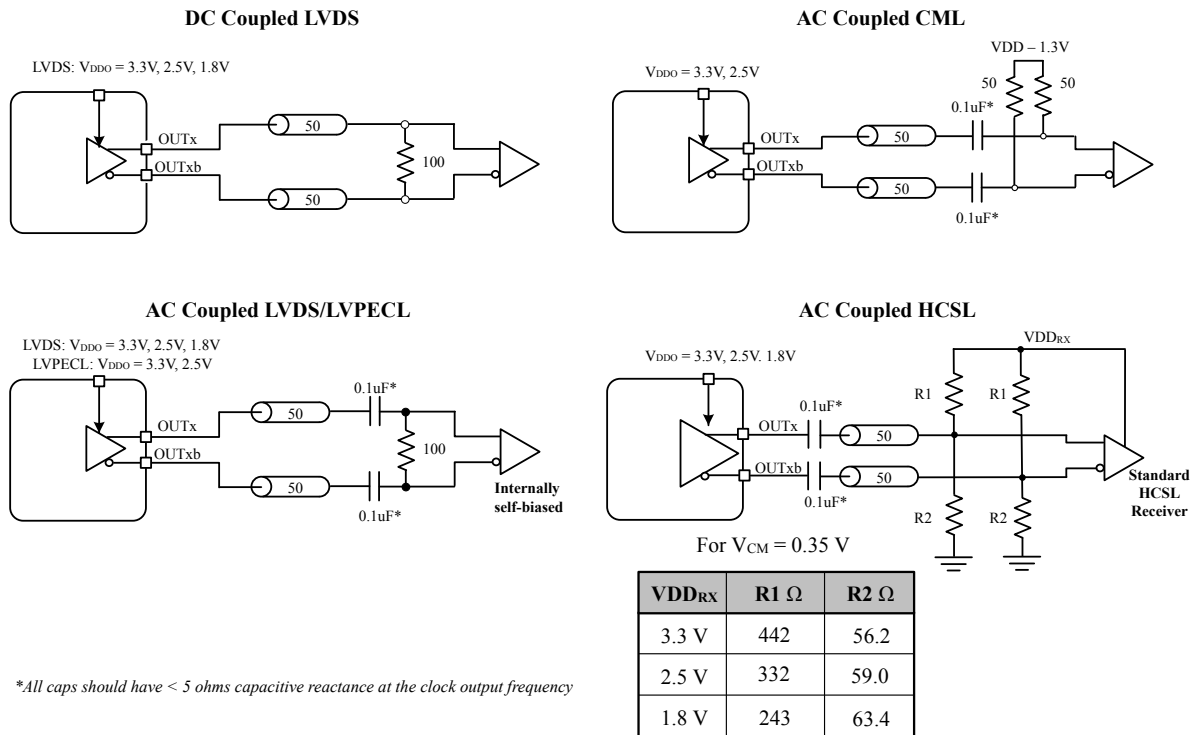 DC Coupled LVDS
LVDS: VDDO = 3.3V, 2.5V, 1.8V
OUTx
OUTxb
50
50
100
AC Coupled CML
VDD – 1.3V
VDDO = 3.3V, 2.5V
50
50
0.1uF*
OUTx
OUTxb
50
50
0.1uF*
AC Coupled LVDS/LVPECL
LVDS: VDDO = 3.3V, 2.5V, 1.8V
LVPECL: VDDO = 3.3V, 2.5V
0.1uF*
OUTx
OUTxb
50
50
100
0.1uF*
Internally
self-biased
AC Coupled HCSL
VDDRX
VDDO = 3.3V, 2.5V. 1.8V
R1
R1
0.1uF*
OUTx
50
OUTxb
50
0.1uF*
R2
R2
Standard
HCSL
Receiver
For VCM = 0.35 V
VDDRX R1 Ω R2 Ω
3.3 V 442 56.2
2.5 V 332 59.0
1.8 V 243 63.4
*All caps should have < 5 ohms capacitive reactance at the clock output frequency